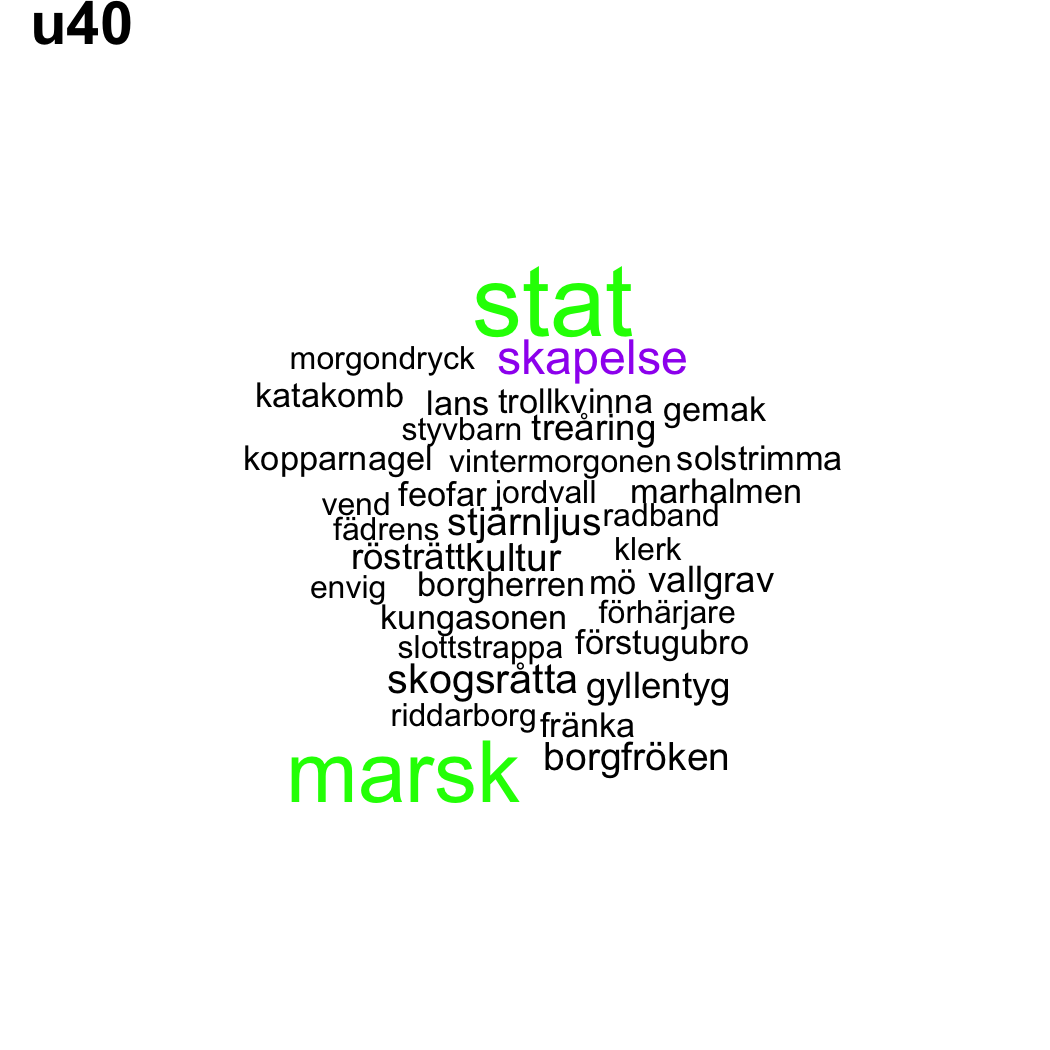 u40
stat
morgondryck skapelse
katakomb lans trollkvinna gemak
styvbarn treåring
kopparnagel vintermorgonen solstrimma
vend feofar jordvall marhalmen
fädrens stjärnljus radband
rösträtt kultur klerk
envig borgherren mö vallgrav
kungasonen förhärjare
slottstrappa förstugubro
skogsråtta gyllentyg
riddarborg fränka
marsk borgfröken